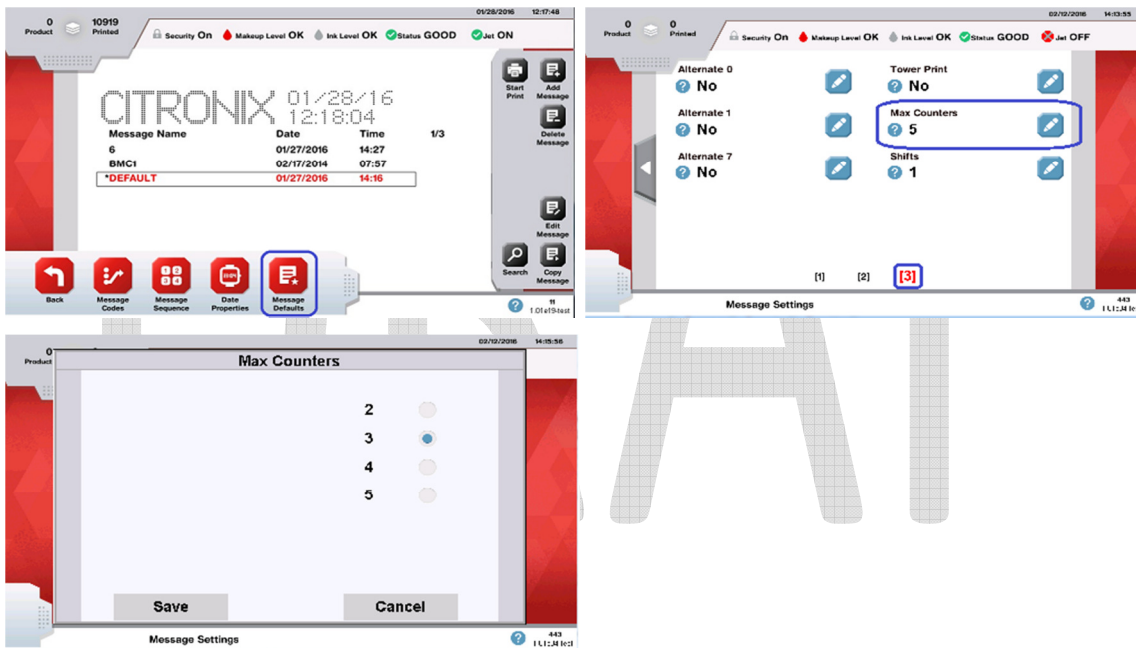 01/28/2016 12:17:48
0 Product 10919 Printed Security On Makeup Level OK Ink Level OK Status GOOD Jet ON
CITRONIX 01/28/16
12:18:04
Message Name Date Time 1/3
6 01/27/2016 14:27
BMC1 02/17/2014 07:57
*DEFAULT 01/27/2016 14:16
Start Print
Add Message
Delete Message
Edit Message
Search
Copy Message
Back
Message Codes
Message Sequence
Date Properties
Message Defaults
11
1.01e19-test
02/12/2016 14:13:55
0 Product 0 Printed Security On Makeup Level OK Ink Level OK Status GOOD Jet OFF
Alternate 0
No
Tower Print
No
Alternate 1
No
Max Counters
5
Alternate 7
No
Shifts
1
[1] [2] [3]
Message Settings
443
02/12/2016 14:15:56
0
Product
Max Counters
2
3
4
5
Save Cancel
Message Settings
443